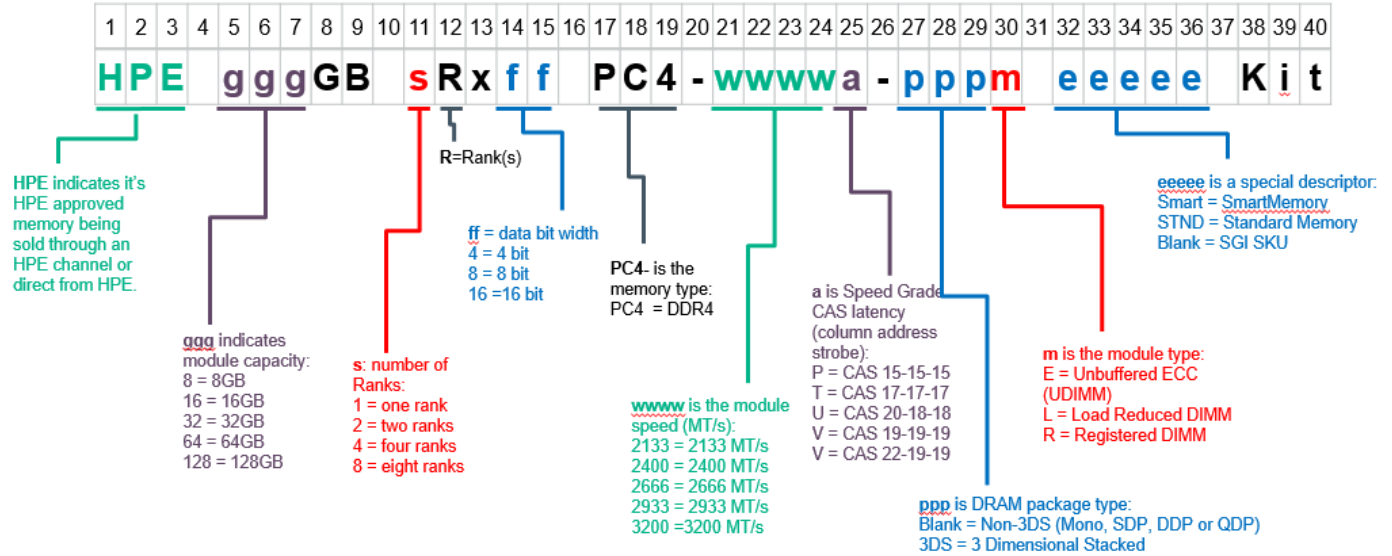 1 2 3 4 5 6 7 8 9 10 11 12 13 14 15 16 17 18 19 20 21 22 23 24 25 26 27 28 29 30 31 32 33 34 35 36 37 38 39 40
HPE gggGB sRxff PC4-wwwwa-pppm eeeee Kit
R=Rank(s)
HPE indicates it's
HPE approved
memory being
sold through an
HPE channel or
direct from HPE.
ggg indicates
module capacity:
8 = 8GB
16 = 16GB
32 = 32GB
64 = 64GB
128 = 128GB
s: number of
Ranks:
1 = one rank
2 = two ranks
4 = four ranks
8 = eight ranks
ff = data bit width
4 = 4 bit
8 = 8 bit
16 =16 bit
PC4- is the
memory type:
PC4 = DDR4
wwww is the module
speed (MT/s):
2133 = 2133 MT/s
2400 = 2400 MT/s
2666 = 2666 MT/s
2933 = 2933 MT/s
3200 =3200 MT/s
a is Speed Grade
CAS latency
(column address
strobe):
P = CAS 15-15-15
T = CAS 17-17-17
U = CAS 20-18-18
V = CAS 19-19-19
V = CAS 22-19-19
ppp is DRAM package type:
Blank = Non-3DS (Mono, SDP, DDP or QDP)
3DS = 3 Dimensional Stacked
m is the module type:
E = Unbuffered ECC
(UDIMM)
L = Load Reduced DIMM
R = Registered DIMM
eeeee is a special descriptor:
Smart = SmartMemory
STND = Standard Memory
Blank = SGI SKU